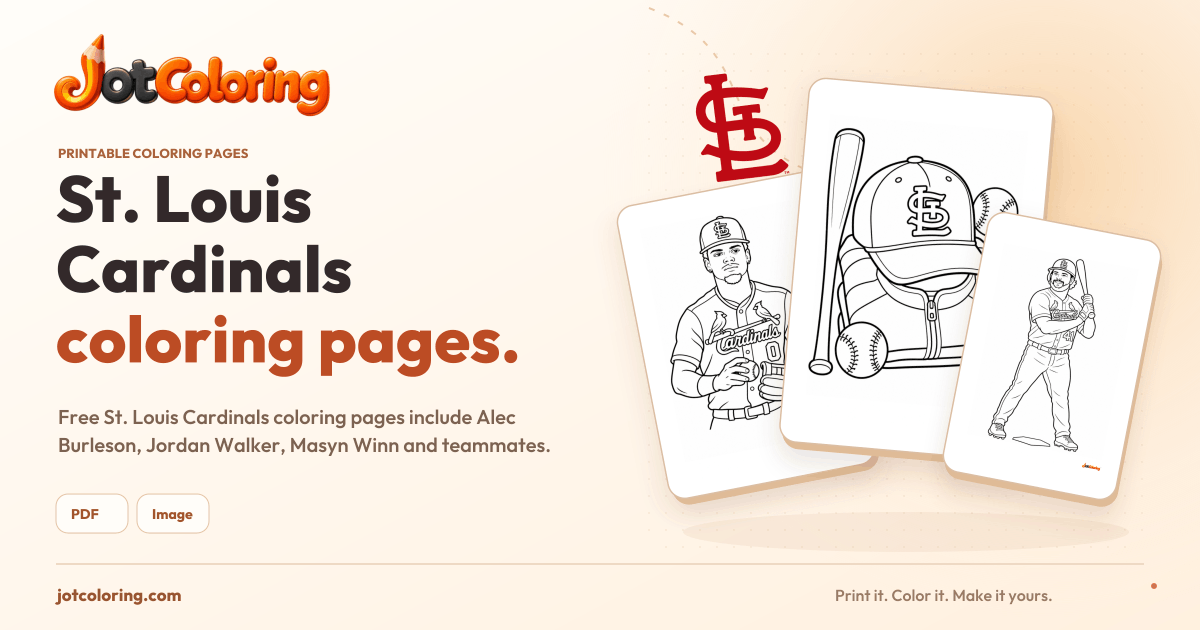 JotColoring
PRINTABLE COLORING PAGES
St. Louis
Cardinals
coloring pages.
Free St. Louis Cardinals coloring pages include Alec
Burleson, Jordan Walker, Masyn Winn and teammates.
PDF
Image
jotcoloring.com
Print it. Color it. Make it yours.
STL
TM
STL
STL
Cardinals
0